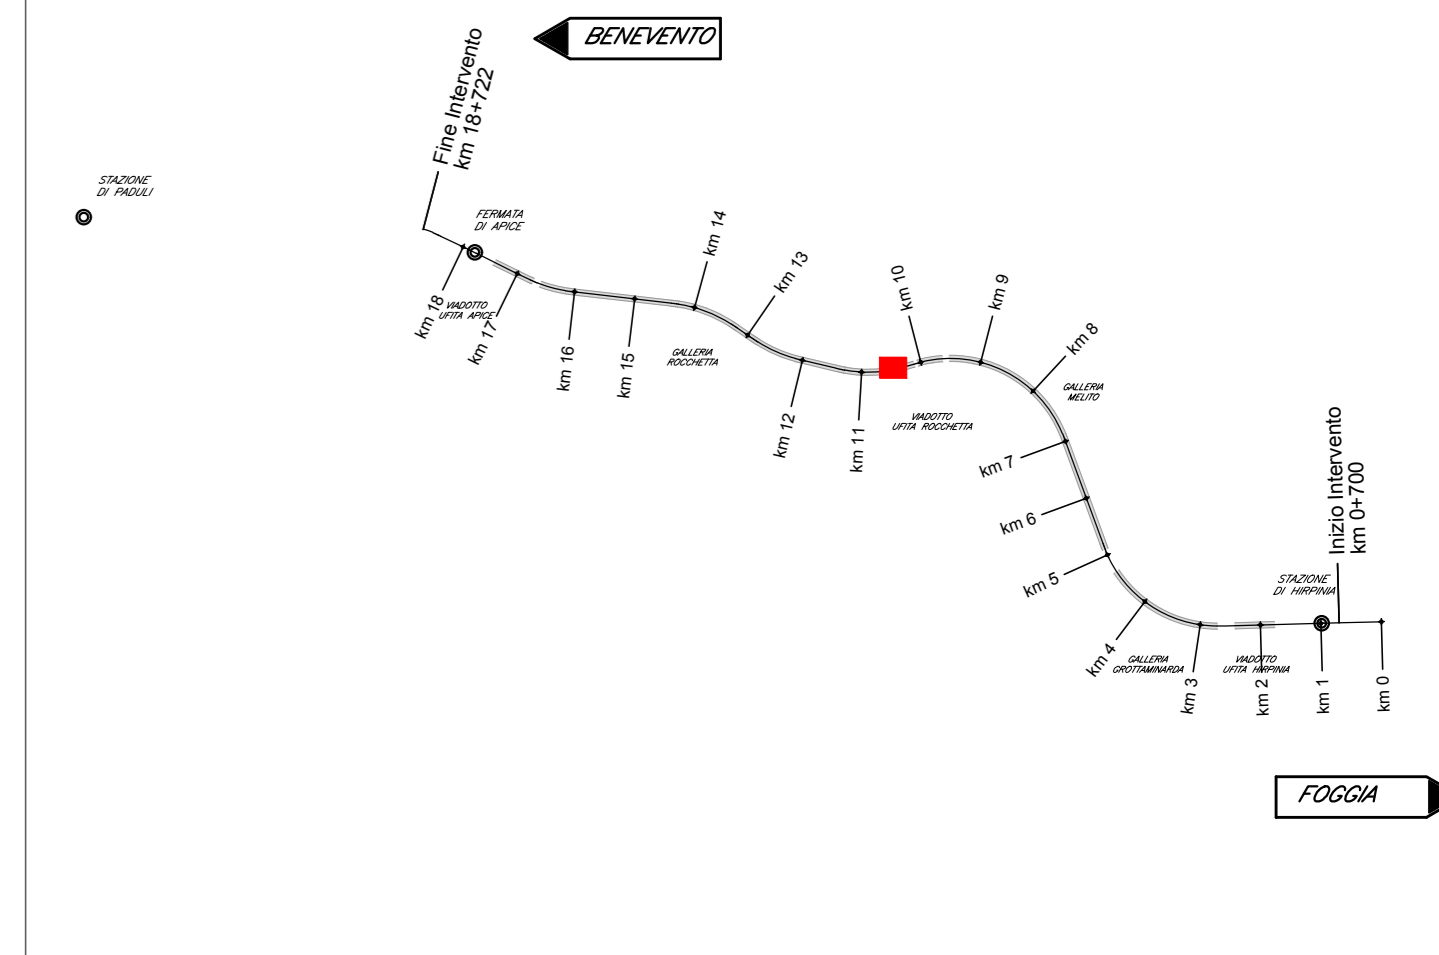 BENEVENTO
Fine Intervento
km 18+722
STAZIONE
DI PADULI
FERMATA
DI APICE
km 14
km 13
km 10
km 9
km 18
VIADOTTO
UFITA APICE
km 17
km 16
km 15
GALLERIA
ROCCHETTA
km 8
GALLERIA
MELITO
km 12
km 11
VIADOTTO
UFITA ROCCHETTA
km 7
Inizio Intervento
km 0+700
km 6
km 5
STAZIONE
DI HIRPINIA
km 4
GALLERIA
GROTTAMINARDA
km 3
VIADOTTO
UFITA HIRPINIA
km 2
km 1
km 0
FOGGIA